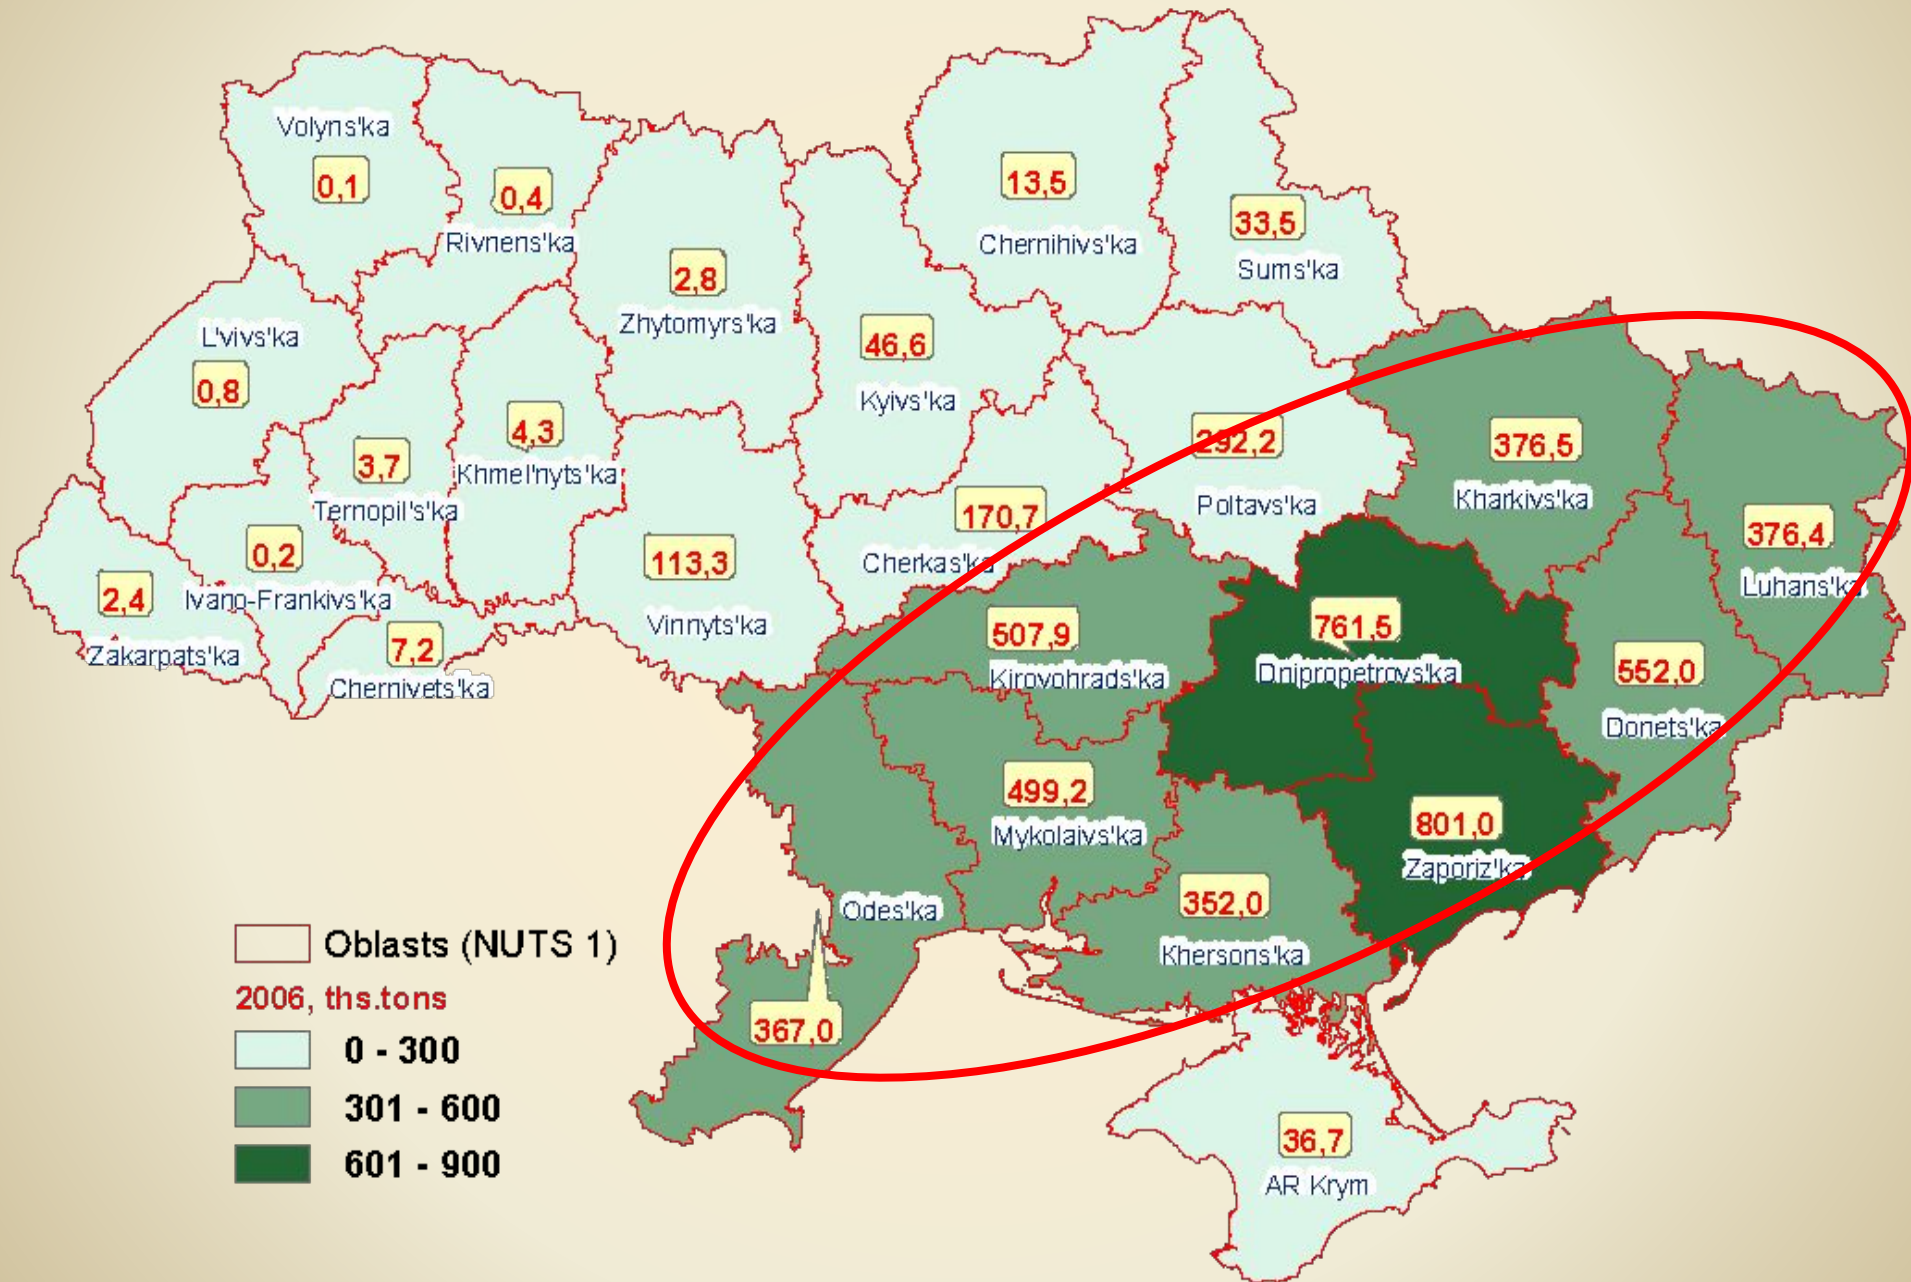 Volyns'ka
0,1
0,4
Rivnens'ka
13,5
Chernihivs'ka
33,5
Sums'ka
2,8
Zhytomyrs'ka
L'vivs'ka
0,8
46,6
Kyivs'ka
4,3
Khmel'nyts'ka
3,7
Ternopil's'ka
292,2
Poltavs'ka
376,5
Kharkivs'ka
376,4
Luhans'ka
170,7
Cherkas'ka
113,3
Vinnyts'ka
0,2
Ivano-Frankivs'ka
2,4
Zakarpats'ka
7,2
Chernivets'ka
507,9
Kirovohrads'ka
761,5
Dnipropetrovs'ka
552,0
Donets'ka
499,2
Mykolaivs'ka
801,0
Zaporiz'ka
352,0
Khersons'ka
Odes'ka
367,0
36,7
AR Krym
Oblasts (NUTS 1)
2006, ths.tons
0 - 300
301 - 600
601 - 900